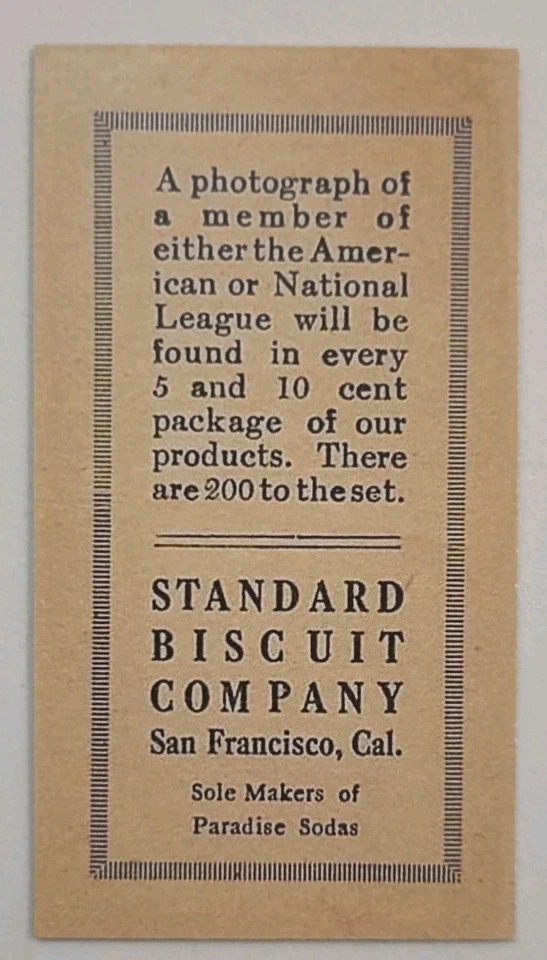 A photograph of
a member of
either the Amer-
ican or National
League will be
found in every
5 and 10 cent
package of our
products. There
are 200 to the set.
STANDARD
BISCUIT
COMPANY
San Francisco, Cal.
Sole Makers of
Paradise Sodas